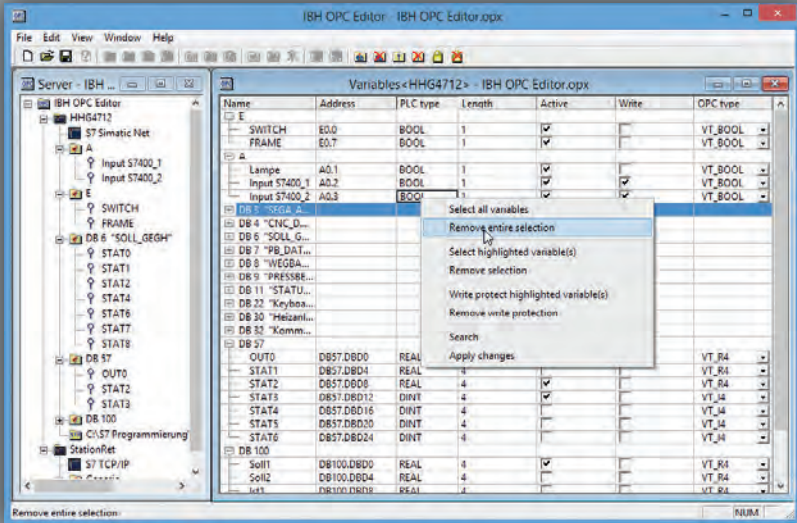 IBH OPC Editor - IBH OPC Editor.opx
File Edit View Window Help
Server - IBH ...
IBH OPC Editor
HHG4712
S7 Simatic Net
A
Input S7400_1
Input S7400_2
E
SWITCH
FRAME
DB 6 "SOLL_GEGH"
STAT0
STAT1
STAT2
STAT4
STAT6
STAT7
STAT8
DB 57
OUT0
STAT2
STAT3
DB 100
C:\S7 Programmierung
StationRet
S7 TCP/IP
Variables<HHG4712> - IBH OPC Editor.opx
Name Address PLC type Length Active Write OPC type
E
SWITCH E0.0 BOOL 1 VT_BOOL
FRAME E0.7 BOOL 1 VT_BOOL
A
Lampe A0.1 BOOL 1 VT_BOOL
Input S7400_1 A0.2 BOOL 1 VT_BOOL
Input S7400_2 A0.3 BOOL 1 VT_BOOL
DB 3 "SEGA_A...
DB 4 "CNC_D...
DB 6 "SOLL_G...
DB 7 "PB_DAT...
DB 8 "WEGBA...
DB 9 "PRESSBE...
DB 11 "STATU...
DB 22 "Keyboa...
DB 30 "Heizanl...
DB 32 "Komm...
DB 57
OUT0 DB57.DBD0 REAL 4 VT_R4
STAT1 DB57.DBD4 REAL 4 VT_R4
STAT2 DB57.DBD8 REAL 4 VT_R4
STAT3 DB57.DBD12 DINT 4 VT_I4
STAT4 DB57.DBD16 DINT 4 VT_I4
STAT5 DB57.DBD20 DINT 4 VT_I4
STAT6 DB57.DBD24 DINT 4 VT_I4
DB 100
Soll1 DB100.DBD0 REAL 4 VT_R4
Soll2 DB100.DBD4 REAL 4 VT_R4
Ist1 DB100.DBD8 REAL 4 VT_R4
Select all variables
Remove entire selection
Select highlighted variable(s)
Remove selection
Write protect highlighted variable(s)
Remove write protection
Search
Apply changes
Remove entire selection
NUM